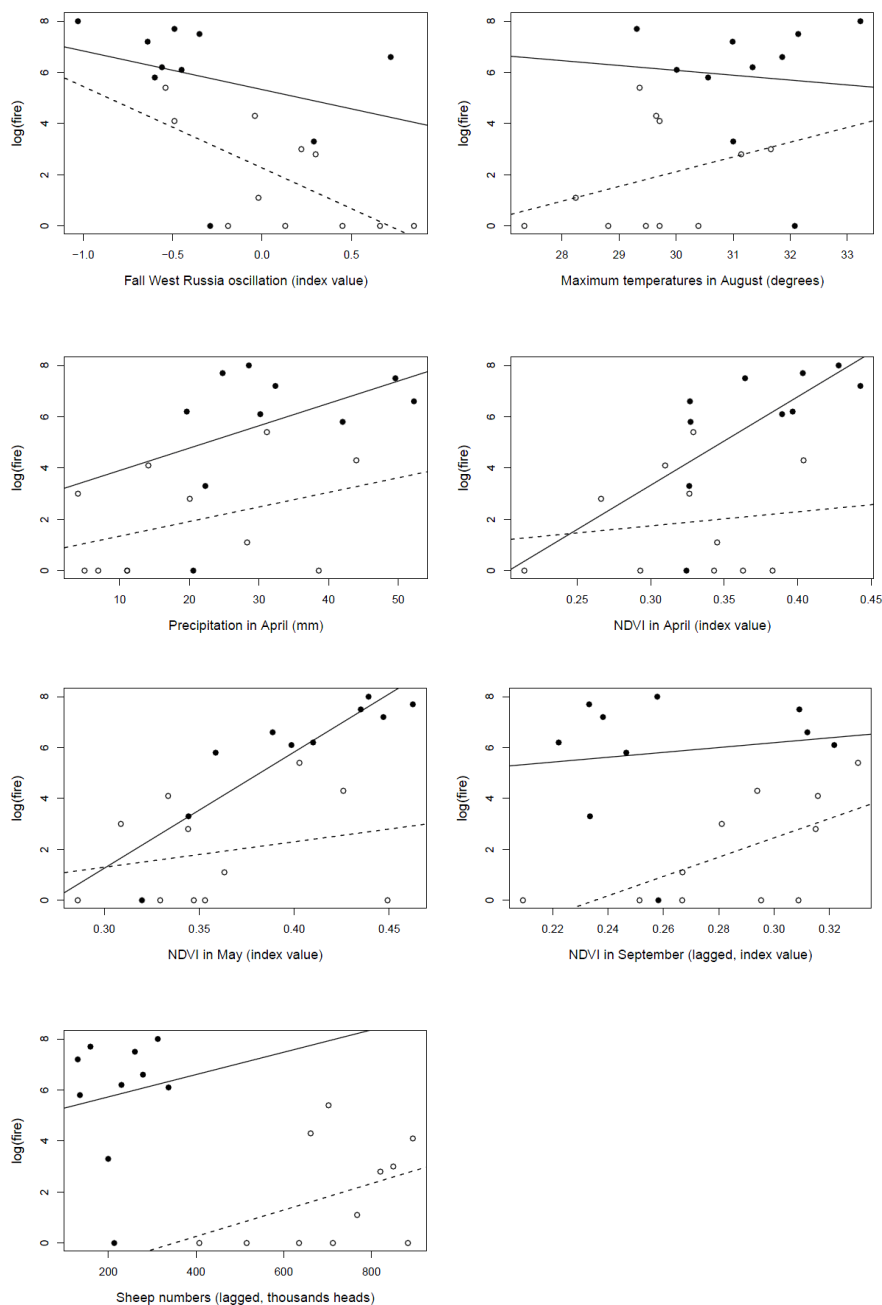 log(fire)
0 2 4 6 8
−1.0 −0.5 0.0 0.5
Fall West Russia oscillation (index value)
log(fire)
0 2 4 6 8
28 29 30 31 32 33
Maximum temperatures in August (degrees)
log(fire)
0 2 4 6 8
10 20 30 40 50
Precipitation in April (mm)
log(fire)
0 2 4 6 8
0.25 0.30 0.35 0.40 0.45
NDVI in April (index value)
log(fire)
0 2 4 6 8
0.30 0.35 0.40 0.45
NDVI in May (index value)
log(fire)
0 2 4 6 8
0.22 0.24 0.26 0.28 0.30 0.32
NDVI in September (lagged, index value)
log(fire)
0 2 4 6 8
200 400 600 800
Sheep numbers (lagged, thousands heads)